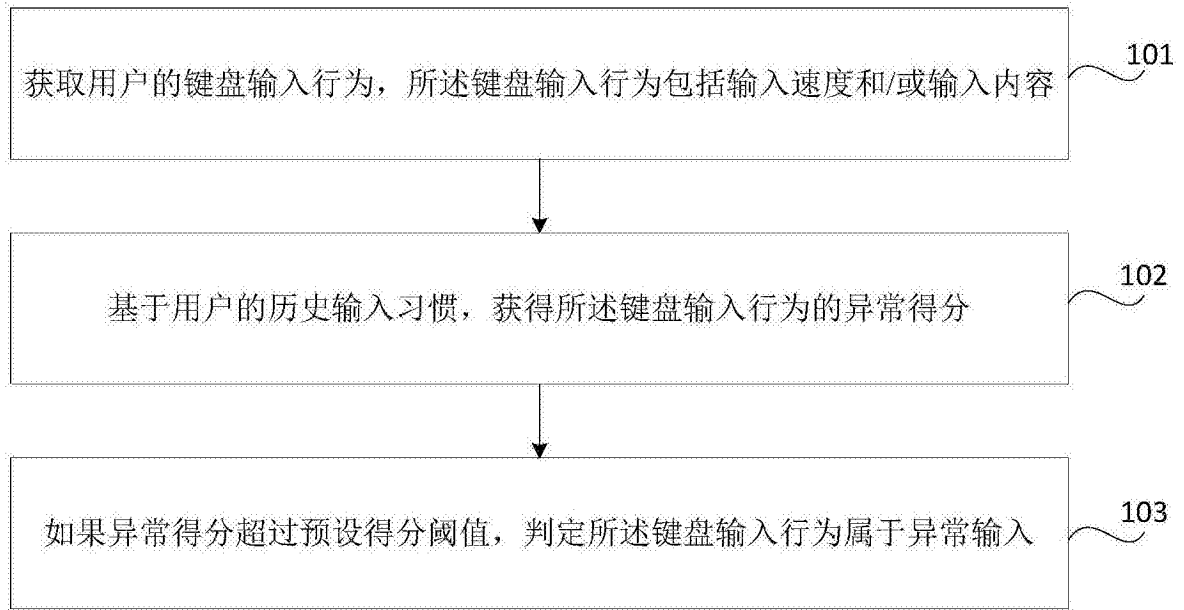 获取用户的键盘输入行为，所述键盘输入行为包括输入速度和/或输入内容
101
基于用户的历史输入习惯，获得所述键盘输入行为的异常得分
102
如果异常得分超过预设得分阈值，判定所述键盘输入行为属于异常输入
103